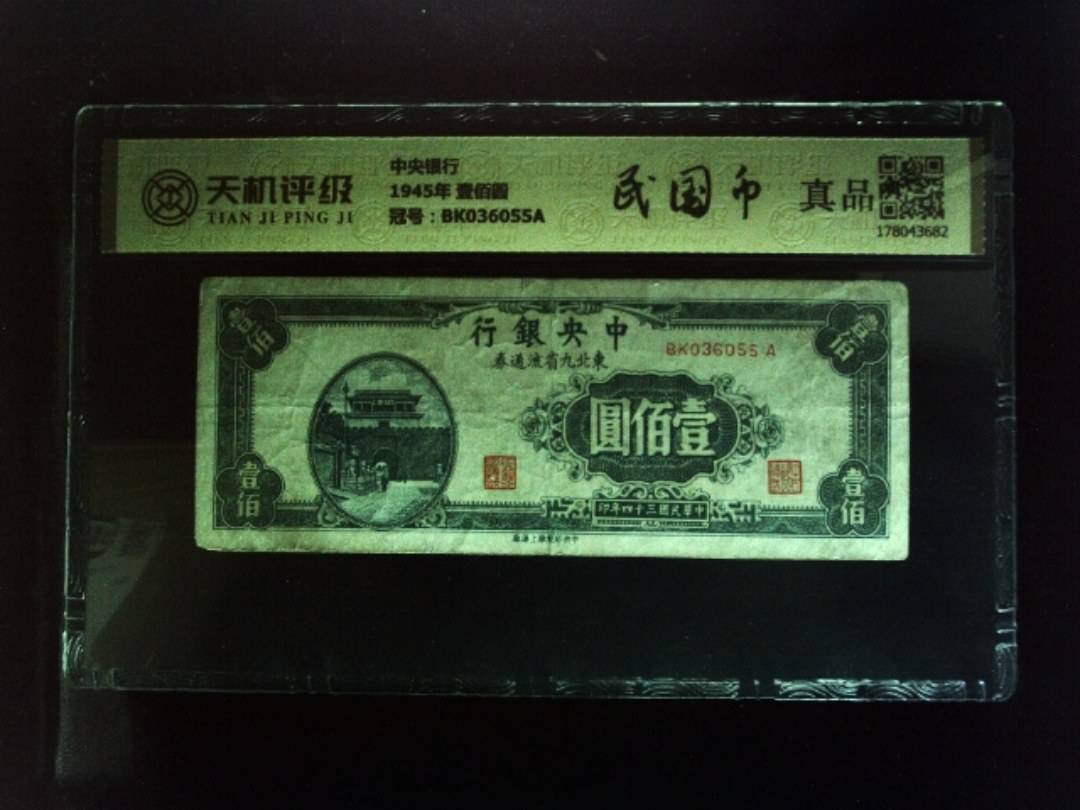 天机评级
TIAN JI PING JI
中央银行
1945年 壹佰圆
冠号：BK036055A
民国币
真品
178043682
壹佰
壹佰
行銀央中
券通流省九北東
BK036055 A
圓佰壹
印年四十三國民華中
壹佰
壹佰